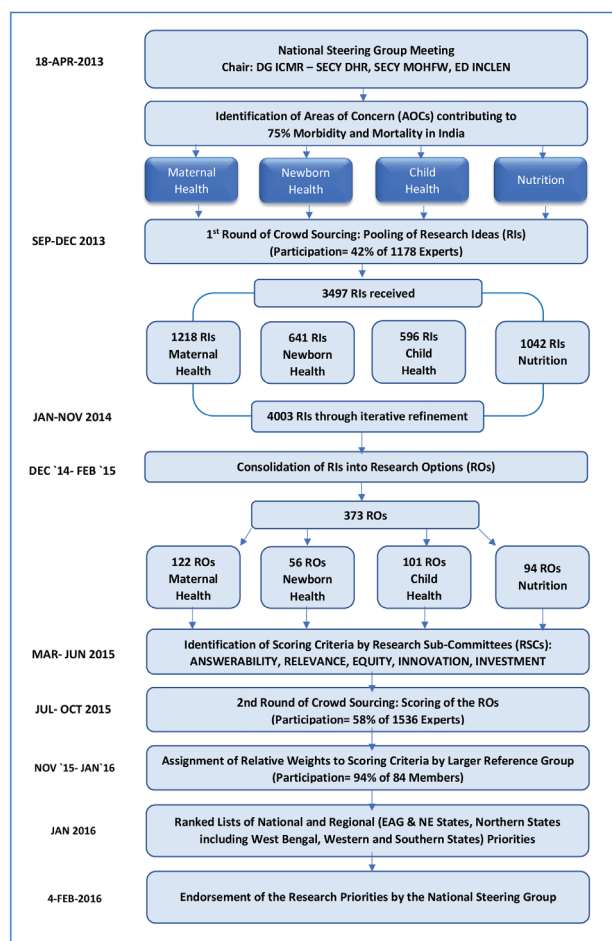 18-APR-2013
National Steering Group Meeting
Chair: DG ICMR – SECY DHR, SECY MOHFW, ED INCLEN
Identification of Areas of Concern (AOCs) contributing to
75% Morbidity and Mortality in India
Maternal
Health
Newborn
Health
Child
Health
Nutrition
SEP-DEC 2013
1st Round of Crowd Sourcing: Pooling of Research Ideas (RIs)
(Participation= 42% of 1178 Experts)
3497 RIs received
1218 RIs
Maternal
Health
641 RIs
Newborn
Health
596 RIs
Child
Health
1042 RIs
Nutrition
JAN-NOV 2014
4003 RIs through iterative refinement
DEC `14- FEB `15
Consolidation of RIs into Research Options (ROs)
373 ROs
122 ROs
Maternal
Health
56 ROs
Newborn
Health
101 ROs
Child
Health
94 ROs
Nutrition
MAR- JUN 2015
Identification of Scoring Criteria by Research Sub-Committees (RSCs):
ANSWERABILITY, RELEVANCE, EQUITY, INNOVATION, INVESTMENT
JUL- OCT 2015
2nd Round of Crowd Sourcing: Scoring of the ROs
(Participation= 58% of 1536 Experts)
NOV `15- JAN`16
Assignment of Relative Weights to Scoring Criteria by Larger Reference Group
(Participation= 94% of 84 Members)
JAN 2016
Ranked Lists of National and Regional (EAG & NE States, Northern States
including West Bengal, Western and Southern States) Priorities
4-FEB-2016
Endorsement of the Research Priorities by the National Steering Group